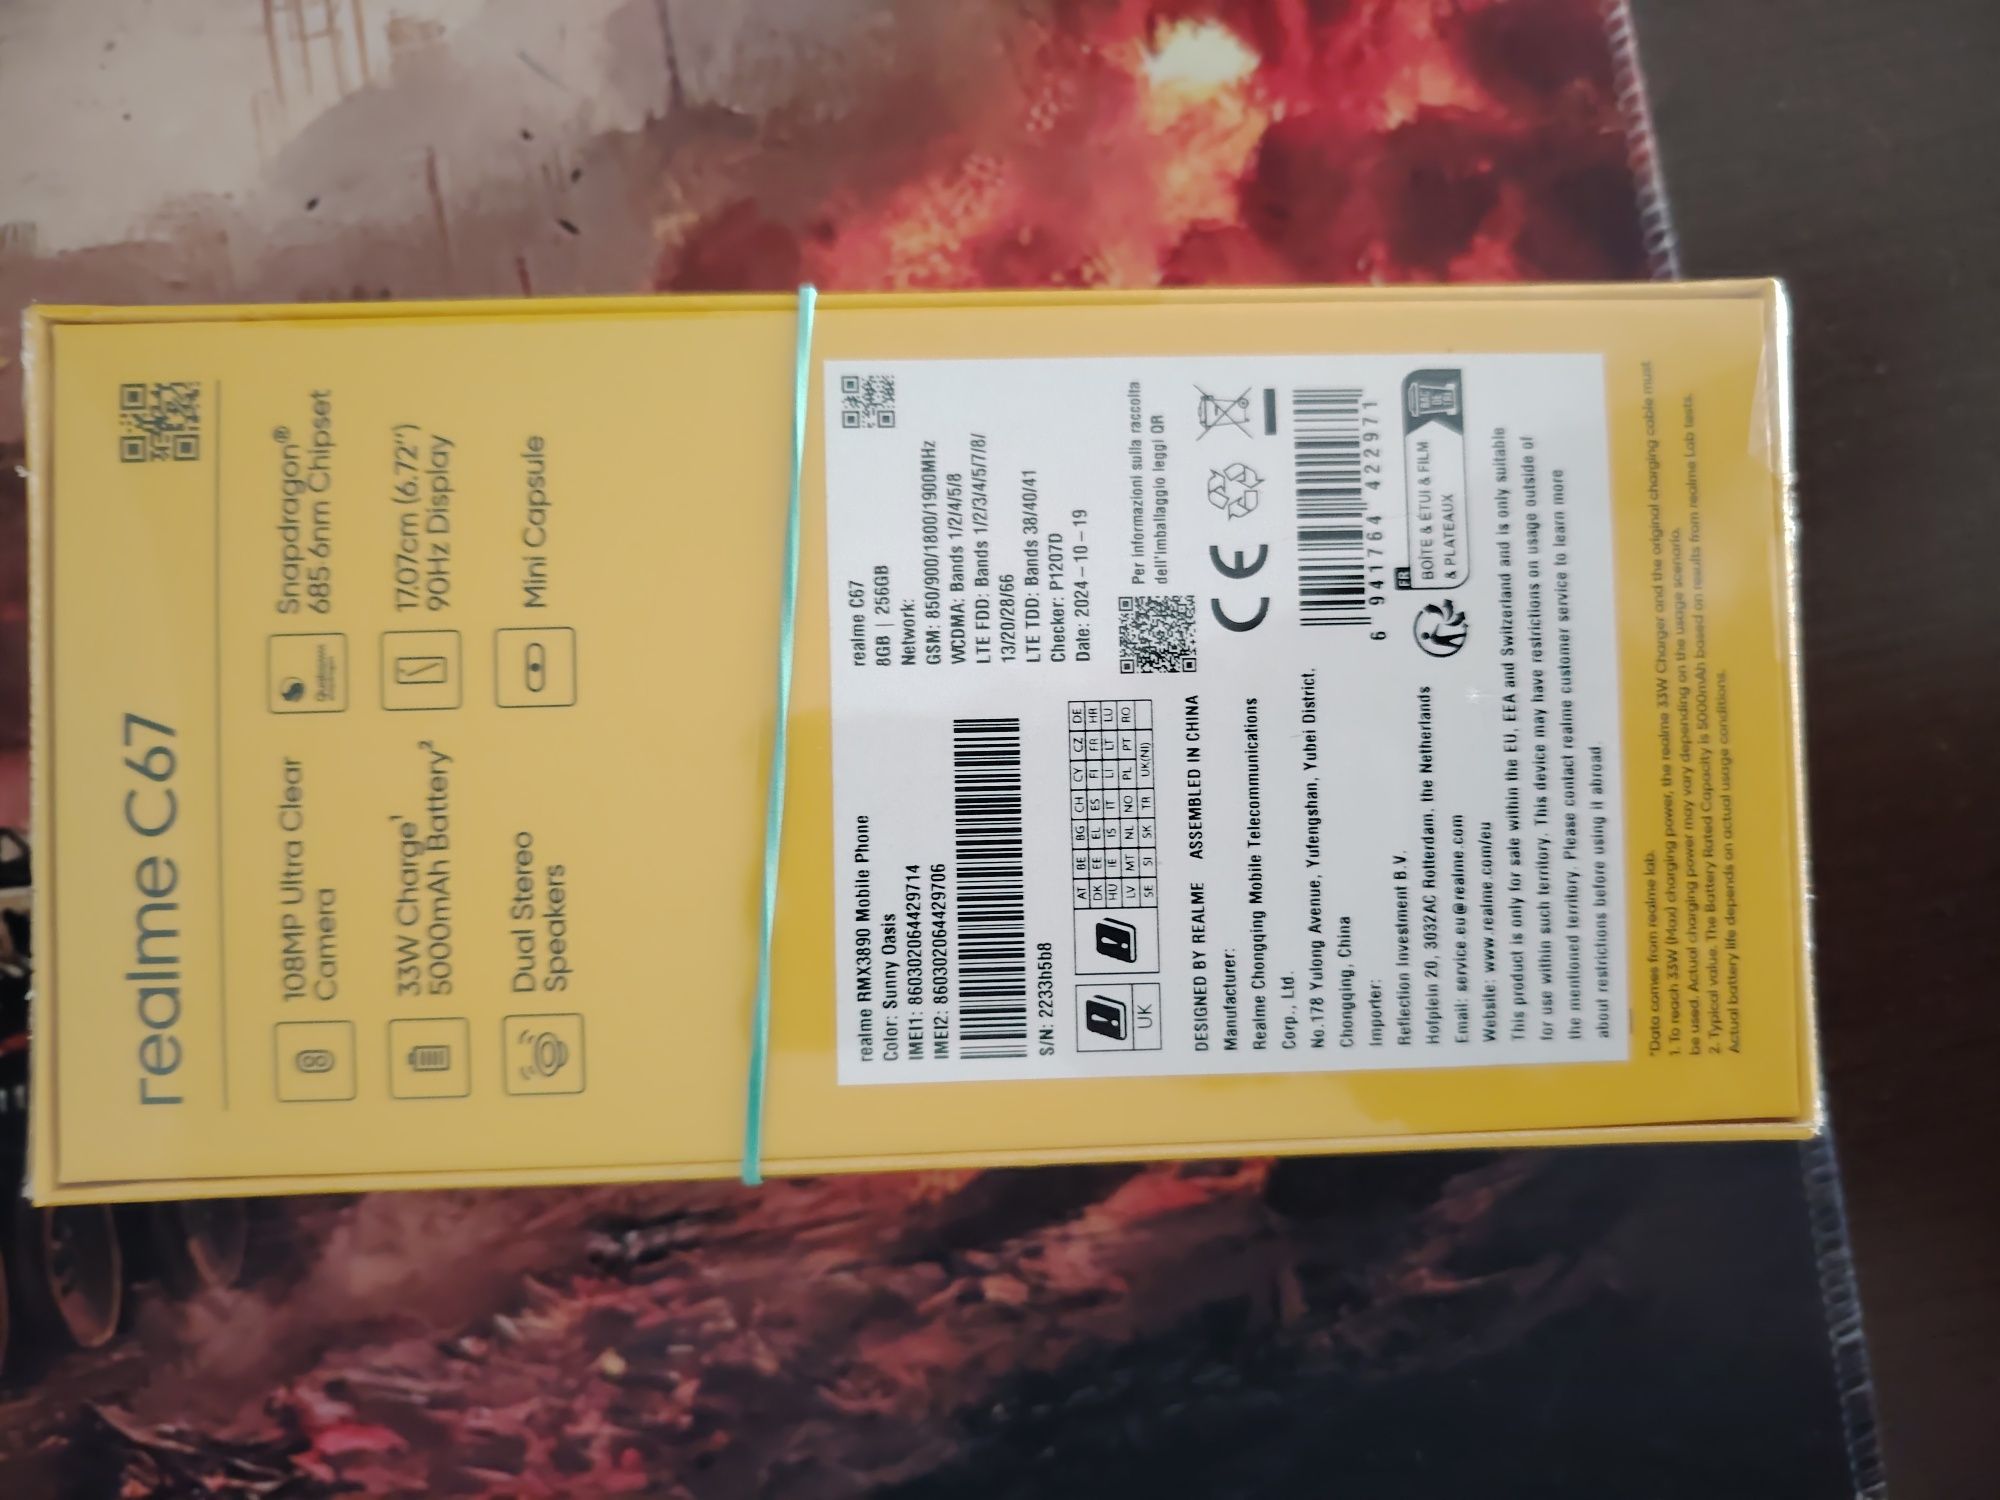 realme C67
108MP Ultra Clear
Camera
Snapdragon®
685 6nm Chipset
33W Charge¹
5000mAh Battery²
17.07cm (6.72")
90Hz Display
Dual Stereo
Speakers
Mini Capsule
realme RMX3890 Mobile Phone
Color: Sunny Oasis
IMEI1: 860302064429714
IMEI2: 860302064429706
S/N: 2233h5b8
realme C67
8GB | 256GB
Network:
GSM: 850/900/1800/1900MHz
WCDMA: Bands 1/2/4/5/8
LTE FDD: Bands 1/2/3/4/5/7/8/
13/20/28/66
LTE TDD: Bands 38/40/41
Checker: P1207D
Date: 2024-10-19
UK
AT BE BG CH CY CZ DE
DK EE EL ES FI FR HR
HU IE IS IT LI LT LU
LV MT NL NO PL PT RO
SE SI SK TR UK(NI)
Per informazioni sulla raccolta
dell'imballaggio leggi QR
DESIGNED BY REALME ASSEMBLED IN CHINA
Manufacturer:
Realme Chongqing Mobile Telecommunications
Corp., Ltd.
No.178 Yulong Avenue, Yufengshan, Yubei District,
Chongqing, China
Importer:
Reflection Investment B.V.
Hofplein 20, 3032AC Rotterdam, the Netherlands
Email: service.eu@realme.com
Website: www.realme.com/eu
CE
6 941764 422971
FR
BOÎTE & ÉTUI & FILM
& PLATEAUX
BAC
DE
TRI
This product is only for sale within the EU, EEA and Switzerland and is only suitable
for use within such territory. This device may have restrictions on usage outside of
the mentioned territory. Please contact realme customer service to learn more
about restrictions before using it abroad.
*Data comes from realme lab.
1. To reach 33W (Max) charging power, the realme 33W Charger and the original charging cable must
be used. Actual charging power may vary depending on the usage scenario.
2. Typical value. The Battery Rated Capacity is 5000mAh based on results from realme Lab tests.
Actual battery life depends on actual usage conditions.